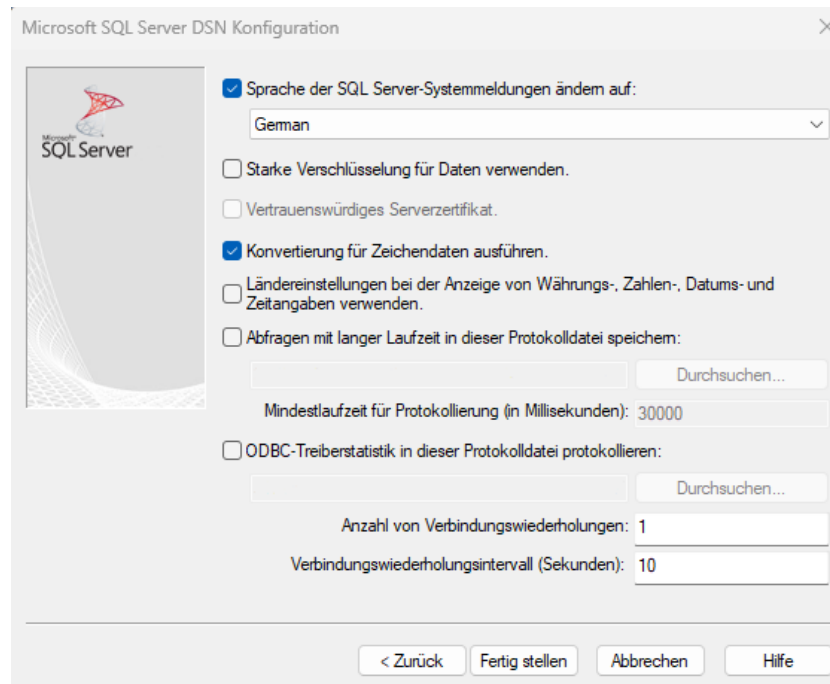 Microsoft SQL Server DSN Konfiguration
Microsoft
SQL Server
Sprache der SQL Server-Systemmeldungen ändern auf:
German
Starke Verschlüsselung für Daten verwenden.
Vertrauenswürdiges Serverzertifikat.
Konvertierung für Zeichendaten ausführen.
Ländereinstellungen bei der Anzeige von Währungs-, Zahlen-, Datums- und
Zeitangaben verwenden.
Abfragen mit langer Laufzeit in dieser Protokolldatei speichern:
Durchsuchen...
Mindestlaufzeit für Protokollierung (in Millisekunden): 30000
ODBC-Treiberstatistik in dieser Protokolldatei protokollieren:
Durchsuchen...
Anzahl von Verbindungswiederholungen: 1
Verbindungswiederholungsintervall (Sekunden): 10
< Zurück Fertig stellen Abbrechen Hilfe